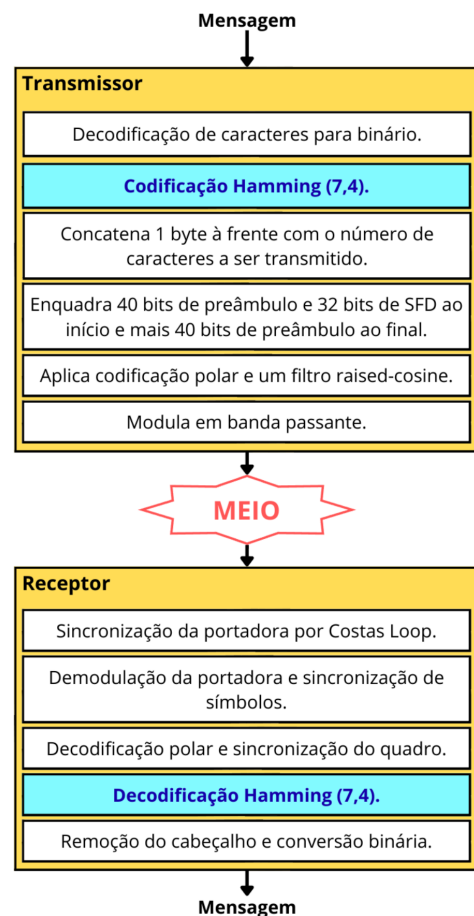 Mensagem
Transmissor
Decodificação de caracteres para binário.
Codificação Hamming (7,4).
Concatena 1 byte à frente com o número de
caracteres a ser transmitido.
Enquadra 40 bits de preâmbulo e 32 bits de SFD ao
início e mais 40 bits de preâmbulo ao final.
Aplica codificação polar e um filtro raised-cosine.
Modula em banda passante.
MEIO
Receptor
Sincronização da portadora por Costas Loop.
Demodulação da portadora e sincronização de
símbolos.
Decodificação polar e sincronização do quadro.
Decodificação Hamming (7,4).
Remoção do cabeçalho e conversão binária.
Mensagem